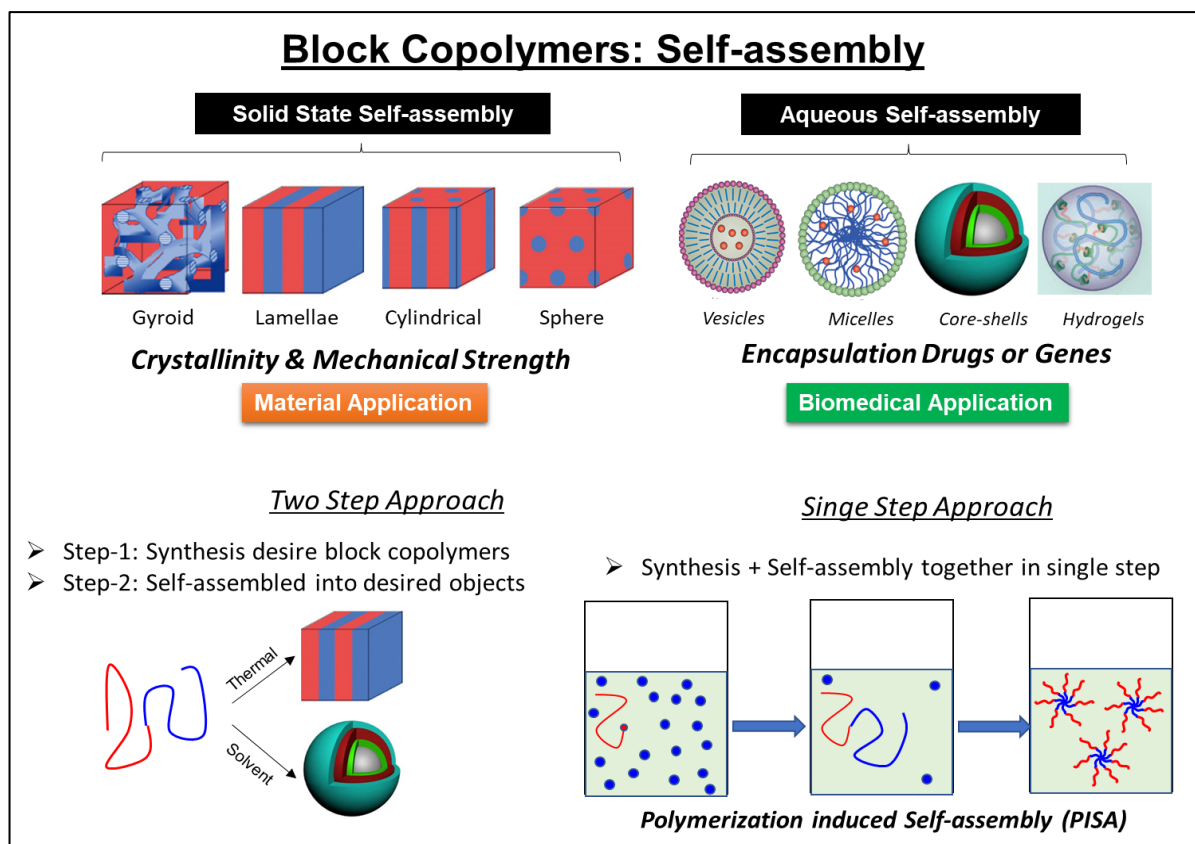 Block Copolymers: Self-assembly
Solid State Self-assembly
Gyroid
Lamellae
Cylindrical
Sphere
Crystallinity & Mechanical Strength
Material Application
Aqueous Self-assembly
Vesicles
Micelles
Core-shells
Hydrogels
Encapsulation Drugs or Genes
Biomedical Application
Two Step Approach
➢ Step-1: Synthesis desire block copolymers
➢ Step-2: Self-assembled into desired objects
Thermal
Solvent
Singe Step Approach
➢ Synthesis + Self-assembly together in single step
Polymerization induced Self-assembly (PISA)